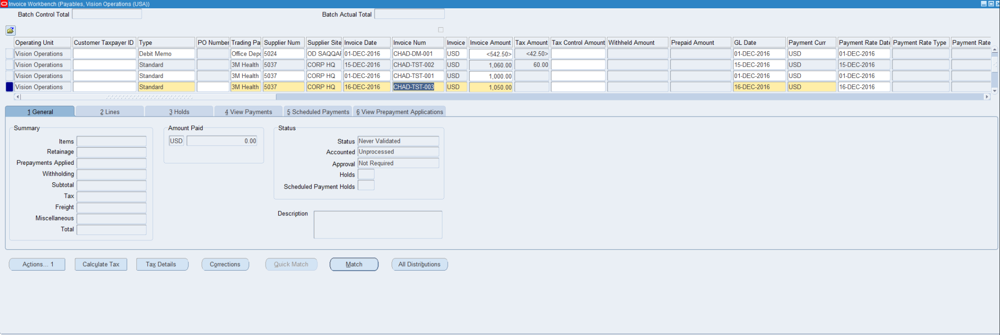 Invoice Workbench (Payables, Vision Operations (USA))
Batch Control Total
Batch Actual Total
Operating Unit Customer Taxpayer ID Type PO Number Trading Pa Supplier Num Supplier Site Invoice Date Invoice Num Invoice Invoice Amount Tax Amount Tax Control Amount Withheld Amount Prepaid Amount GL Date Payment Curr Payment Rate Date Payment Rate Type Payment Rate
Vision Operations Debit Memo Office Depo 5024 OD SAQQAF 01-DEC-2016 CHAD-DM-001 USD <542.50> <42.50> 01-DEC-2016 USD 01-DEC-2016
Vision Operations Standard 3M Health 5037 CORP HQ 15-DEC-2016 CHAD-TST-002 USD 1,060.00 60.00 15-DEC-2016 USD 15-DEC-2016
Vision Operations Standard 3M Health 5037 CORP HQ 01-DEC-2016 CHAD-TST-001 USD 1,000.00 01-DEC-2016 USD 01-DEC-2016
Vision Operations Standard 3M Health 5037 CORP HQ 16-DEC-2016 CHAD-TST-003 USD 1,050.00 16-DEC-2016 USD 16-DEC-2016
1 General 2 Lines 3 Holds 4 View Payments 5 Scheduled Payments 6 View Prepayment Applications
Summary
Items
Retainage
Prepayments Applied
Withholding
Subtotal
Tax
Freight
Miscellaneous
Total
Amount Paid
USD 0.00
Status
Status Never Validated
Accounted Unprocessed
Approval Not Required
Holds
Scheduled Payment Holds
Description
Actions... 1 Calculate Tax Tax Details Corrections Quick Match Match All Distributions